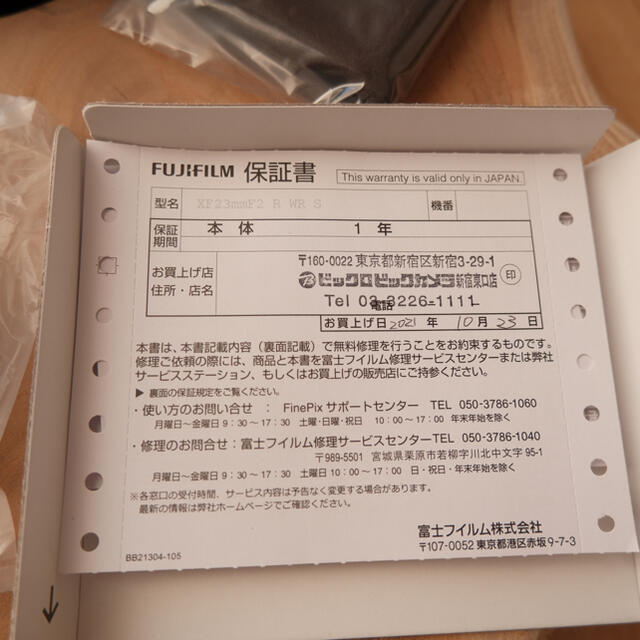 FUJIFILM 保証書 This warranty is valid only in JAPAN.
型名 XF23mmF2 R WR S 機番
保証期間 本体 1年
お買上げ店
住所・店名
〒160-0022 東京都新宿区新宿3-29-1
ビックロビックカメラ新宿東口店 印
Tel 03-3226-1111
電話
お買上げ日 2021年 10月 23日
本書は、本書記載内容（裏面記載）で無料修理を行うことをお約束するものです。
修理ご依頼の際には、商品と本書を富士フイルム修理サービスセンターまたは弊社
サービスステーション、もしくはお買上げの販売店にご持参ください。
▶ 裏面の保証規定をご覧ください。
・使い方のお問い合せ ： FinePix サポートセンター TEL 050-3786-1060
月曜日～金曜日 9：30 ～ 17：30 土曜・日曜・祝日 10：00 ～ 17：00 年末年始を除く
・修理のお問合せ：富士フイルム修理サービスセンターTEL 050-3786-1040
〒989-5501 宮城県栗原市若柳字川北中文字 95-1
月曜日～金曜日 9：30 ～ 17：30 土曜日 10：00 ～ 17：00 日・祝日・年末年始を除く
※各窓口の受付時間、サービス内容は予告なく変更する場合があります。
最新の情報は弊社ホームページでご確認ください。
富士フイルム株式会社
〒107-0052 東京都港区赤坂 9-7-3
BB21304-105